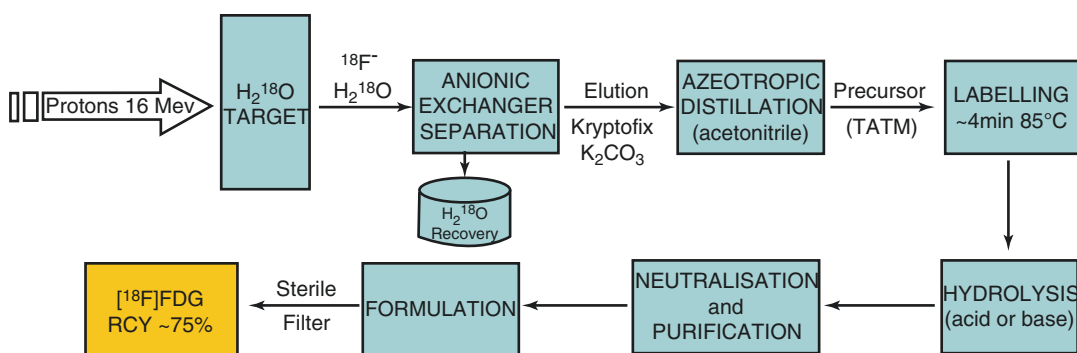 Protons 16 Mev
H₂¹⁸O
TARGET
¹⁸F⁻
H₂¹⁸O
ANIONIC
EXCHANGER
SEPARATION
H₂¹⁸O
Recovery
Elution
Kryptofix
K₂CO₃
AZEOTROPIC
DISTILLATION
(acetonitrile)
Precursor
(TATM)
LABELLING
~4min 85°C
HYDROLYSIS
(acid or base)
NEUTRALISATION
and
PURIFICATION
FORMULATION
Sterile
Filter
[¹⁸F]FDG
RCY ~75%